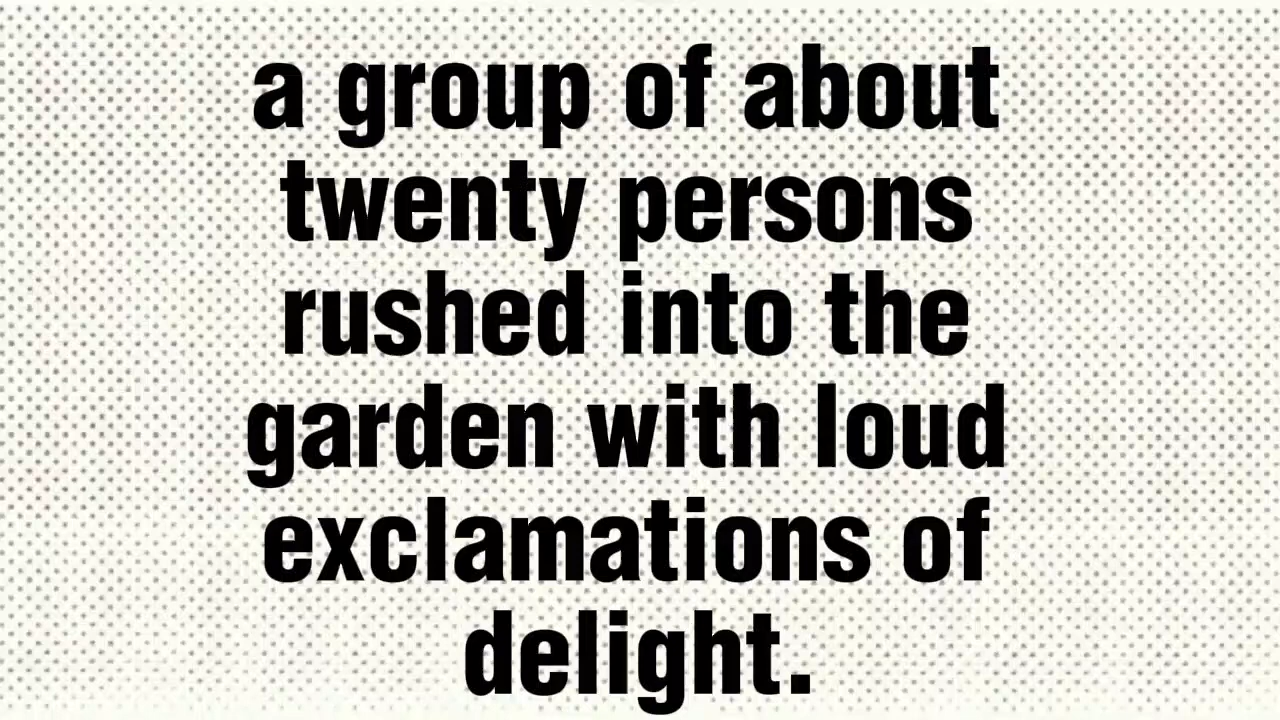 a group of about
twenty persons
rushed into the
garden with loud
exclamations of
delight.